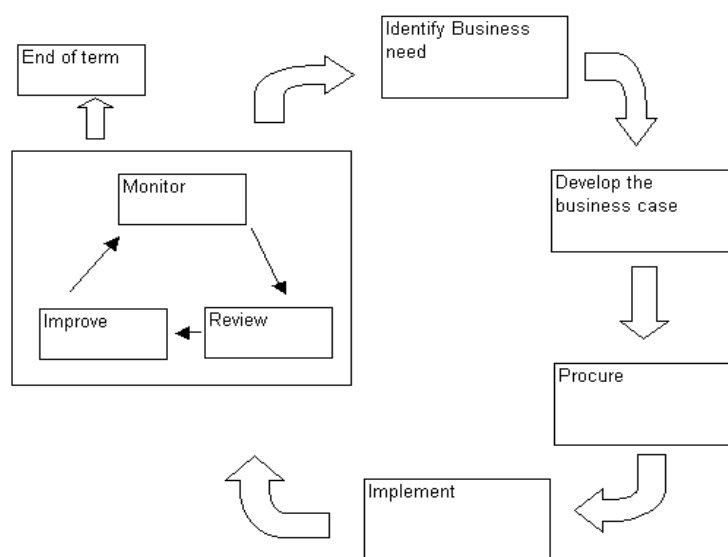 Identify Business
need
End of term
Monitor
Develop the
business case
Improve
Review
Procure
Implement